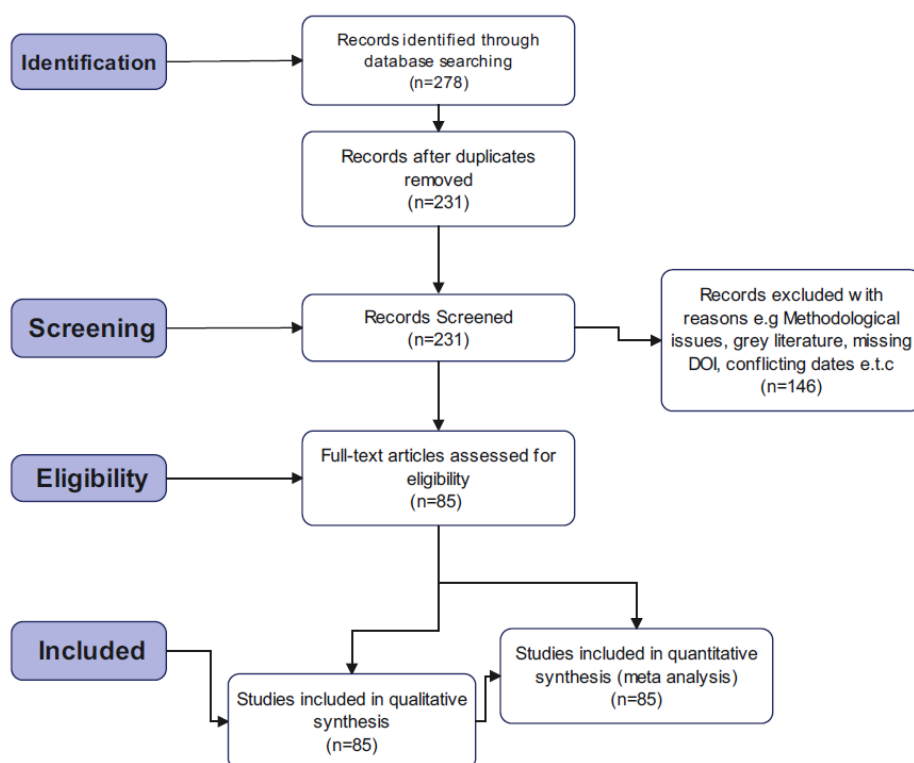 Identification
Records identified through
database searching
(n=278)
Records after duplicates
removed
(n=231)
Screening
Records Screened
(n=231)
Records excluded with
reasons e.g Methodological
issues, grey literature, missing
DOI, conflicting dates e.t.c
(n=146)
Eligibility
Full-text articles assessed for
eligibility
(n=85)
Included
Studies included in qualitative
synthesis
(n=85)
Studies included in quantitative
synthesis (meta analysis)
(n=85)